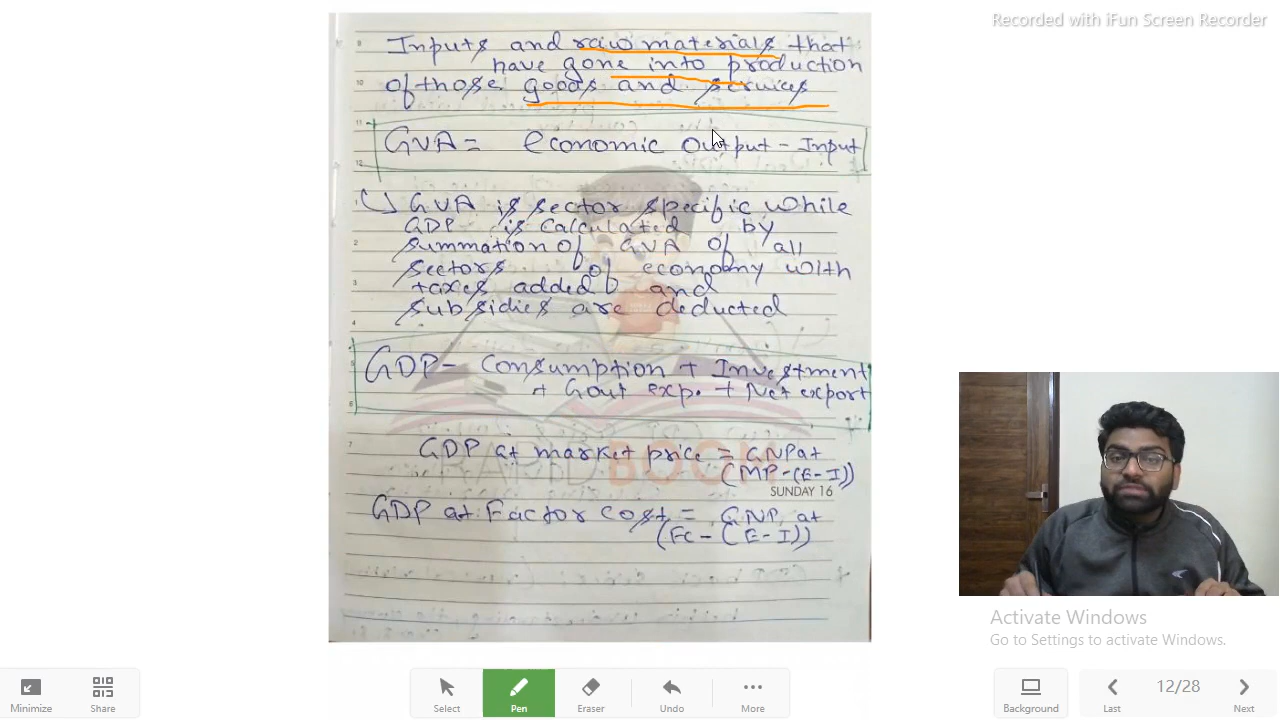 Recorded with iFun Screen Recorder
Inputs and raw materials that
have gone into production
of those goods and services
GVA = economic output - Input
GVA is sector specific while
GDP is calculated by
summation of GVA of all
sectors of economy with
taxes added and
subsidies are deducted
GDP - Consumption + Investment
+ Govt exp. + Net export
GDP at market price = GNP at
(MP - (E - I))
RAPID BOOM
SUNDAY 16
GDP at Factor cost = GNP at
(FC - (E - I))
Activate Windows
Go to Settings to activate Windows.
Minimize
Share
Select
Pen
Eraser
Undo
More
Background
Last
12/28
Next